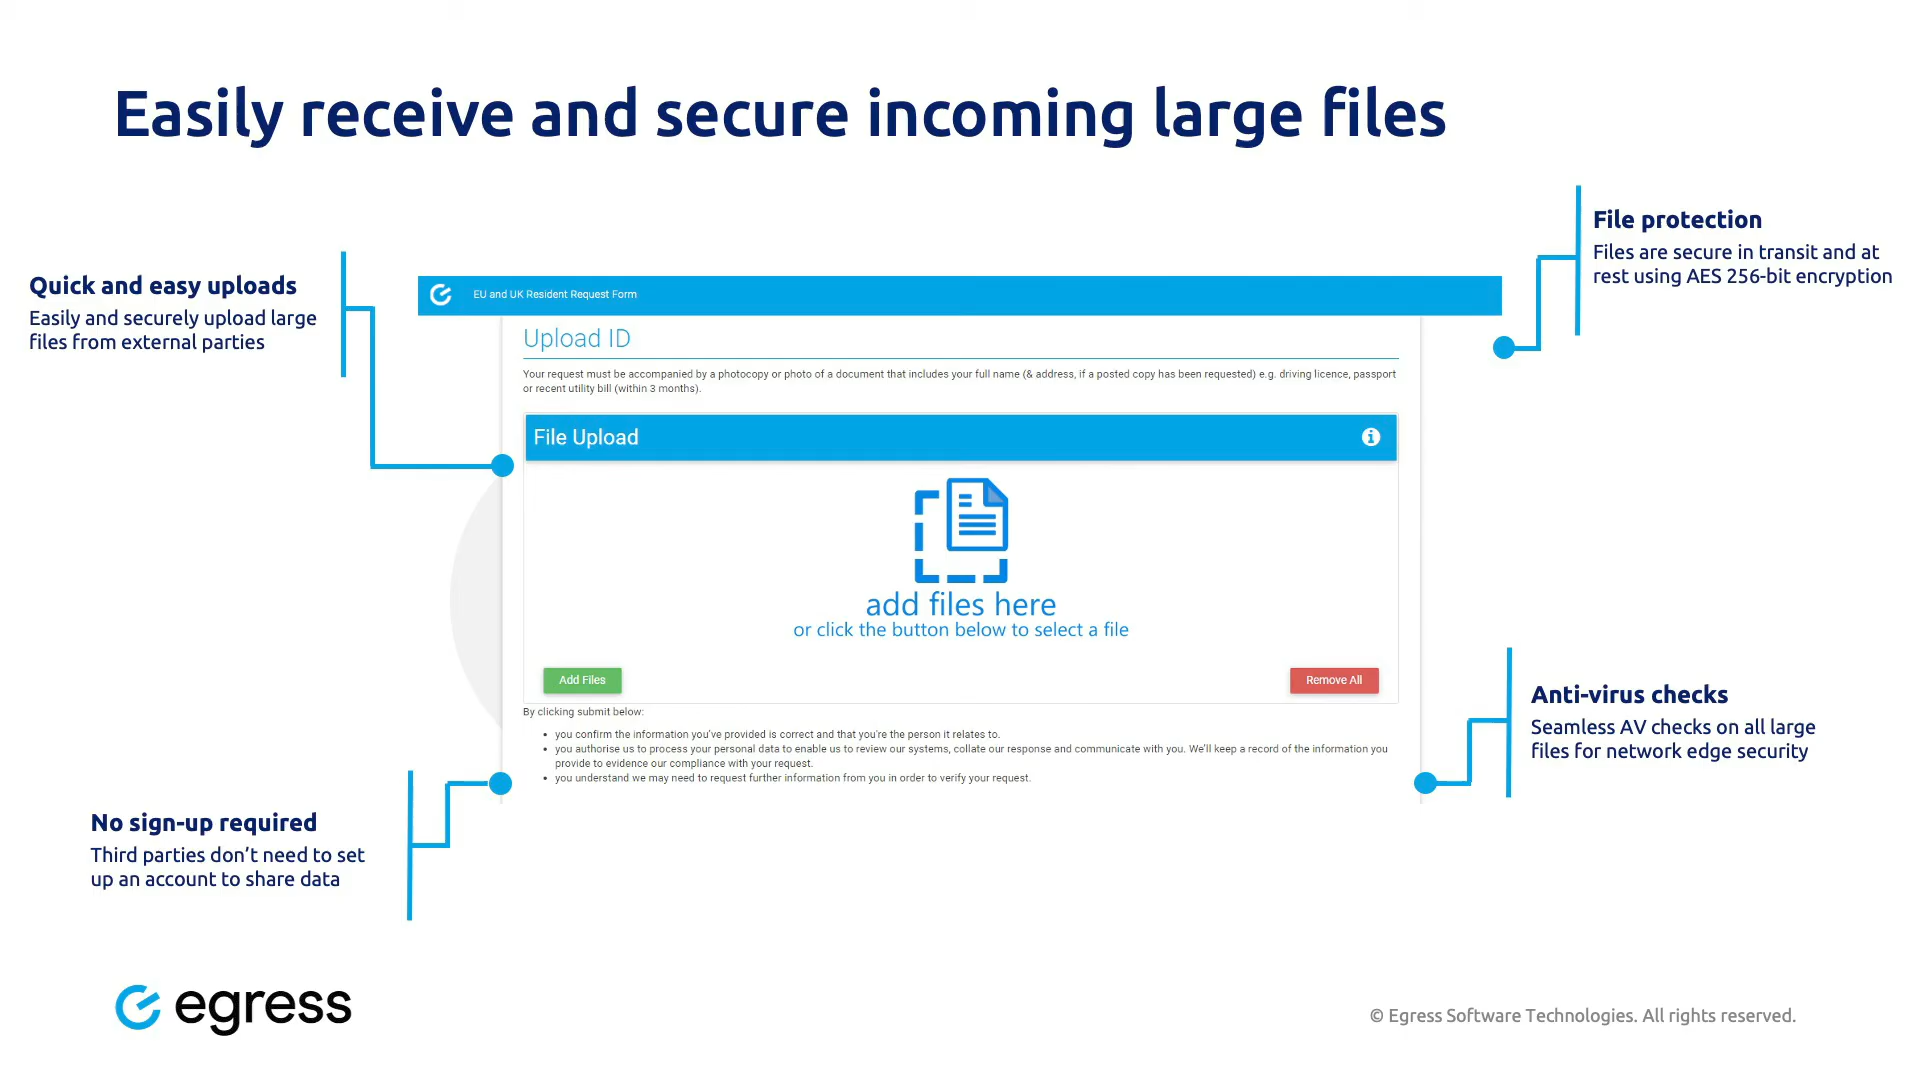 Easily receive and secure incoming large files
Quick and easy uploads
Easily and securely upload large
files from external parties
File protection
Files are secure in transit and at
rest using AES 256-bit encryption
EU and UK Resident Request Form
Upload ID
Your request must be accompanied by a photocopy or photo of a document that includes your full name (& address, if a posted copy has been requested) e.g. driving licence, passport
or recent utility bill (within 3 months).
File Upload
add files here
or click the button below to select a file
Add Files
Remove All
By clicking submit below:
• you confirm the information you've provided is correct and that you're the person it relates to.
• you authorise us to process your personal data to enable us to review our systems, collate our response and communicate with you. We'll keep a record of the information you
provide to evidence our compliance with your request.
• you understand we may need to request further information from you in order to verify your request.
Anti-virus checks
Seamless AV checks on all large
files for network edge security
No sign-up required
Third parties don't need to set
up an account to share data
egress
© Egress Software Technologies. All rights reserved.